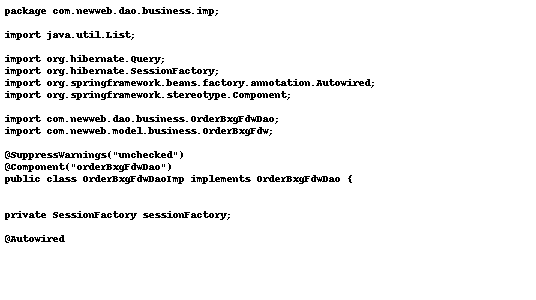 package com.newweb.dao.business.imp;
import java.util.List;
import org.hibernate.Query;
import org.hibernate.SessionFactory;
import org.springframework.beans.factory.annotation.Autowired;
import org.springframework.stereotype.Component;
import com.newweb.dao.business.OrderBxgFdwDao;
import com.newweb.model.business.OrderBxgFdw;
@SuppressWarnings("unchecked")
@Component("orderBxgFdwDao")
public class OrderBxgFdwDaoImp implements OrderBxgFdwDao {
private SessionFactory sessionFactory;
@Autowired